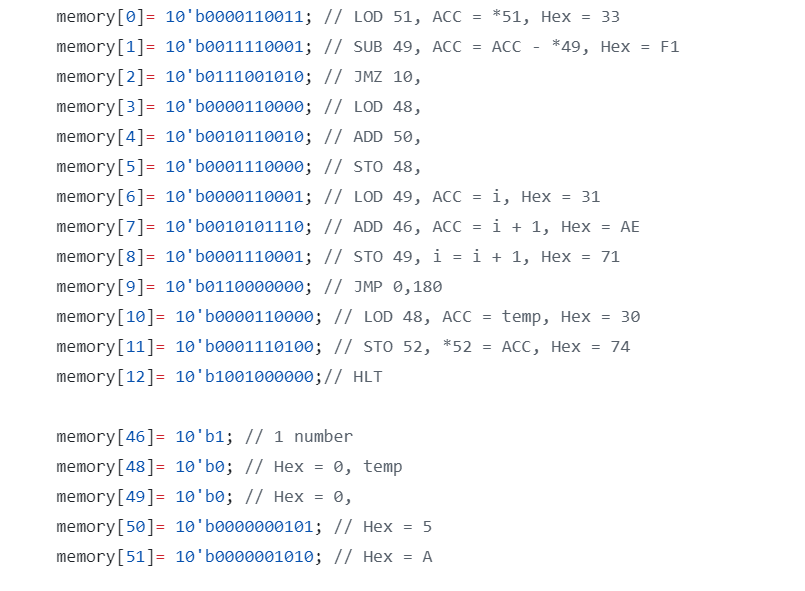 memory[0]= 10'b0000110011; // LOD 51, ACC = *51, Hex = 33
memory[1]= 10'b0011110001; // SUB 49, ACC = ACC - *49, Hex = F1
memory[2]= 10'b0111001010; // JMZ 10,
memory[3]= 10'b0000110000; // LOD 48,
memory[4]= 10'b0010110010; // ADD 50,
memory[5]= 10'b0001110000; // STO 48,
memory[6]= 10'b0000110001; // LOD 49, ACC = i, Hex = 31
memory[7]= 10'b0010101110; // ADD 46, ACC = i + 1, Hex = AE
memory[8]= 10'b0001110001; // STO 49, i = i + 1, Hex = 71
memory[9]= 10'b0110000000; // JMP 0,180
memory[10]= 10'b0000110000; // LOD 48, ACC = temp, Hex = 30
memory[11]= 10'b0001110100; // STO 52, *52 = ACC, Hex = 74
memory[12]= 10'b1001000000;// HLT
memory[46]= 10'b1; // 1 number
memory[48]= 10'b0; // Hex = 0, temp
memory[49]= 10'b0; // Hex = 0,
memory[50]= 10'b0000000101; // Hex = 5
memory[51]= 10'b0000001010; // Hex = A